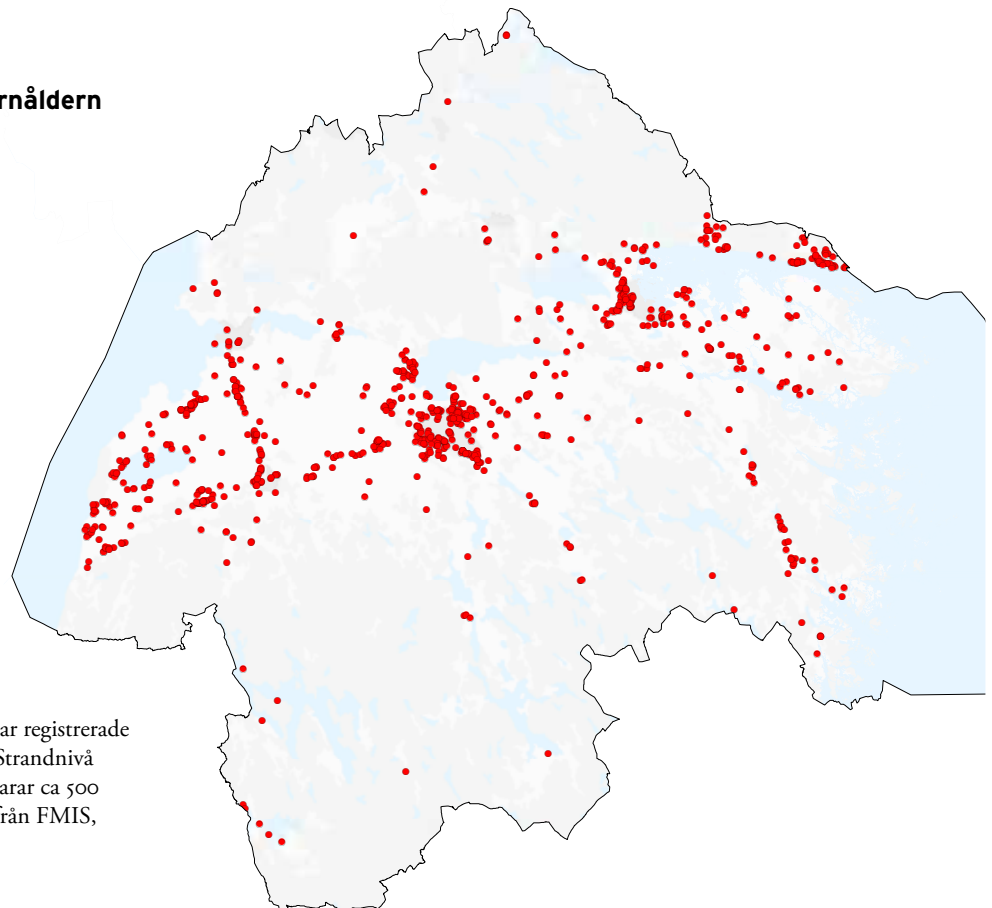 rnåldern
ar registrerade
Strandnivå
arar ca 500
från FMIS,